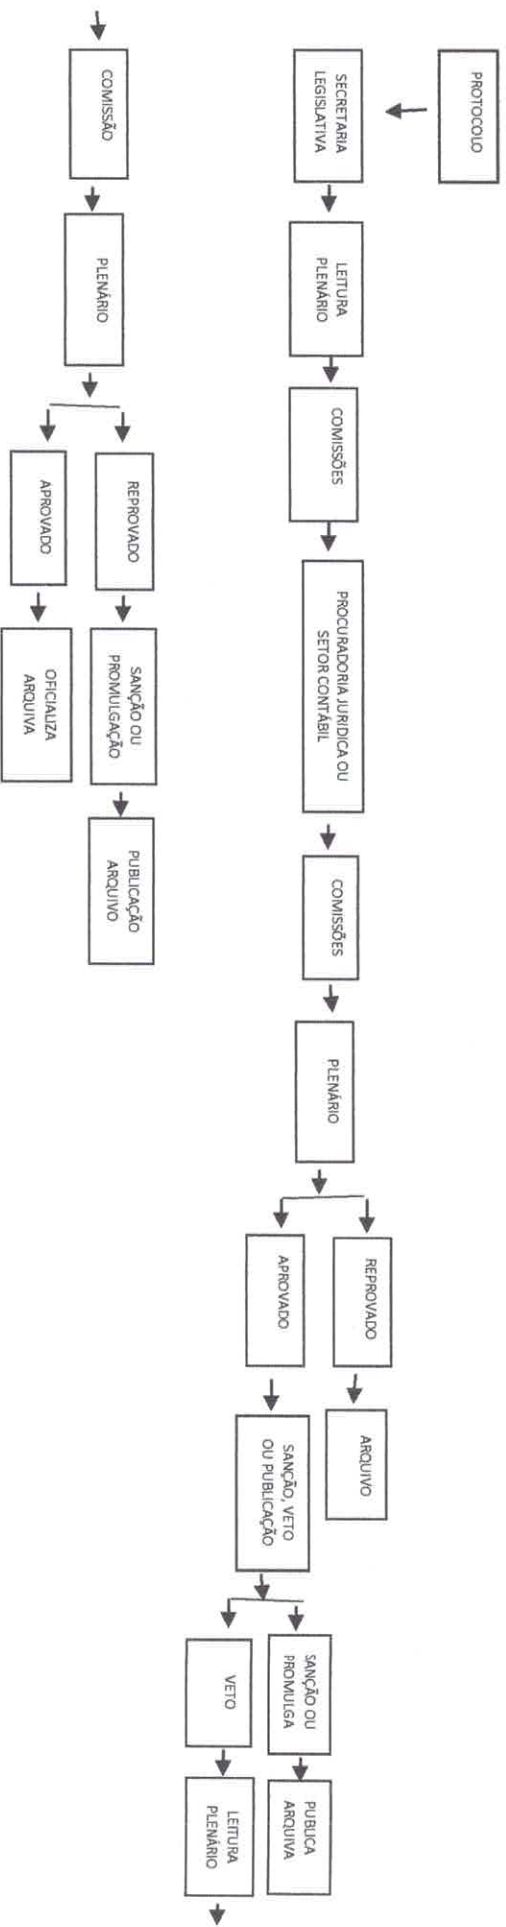 PROTOCOLO
SECRETARIA
LEGISLATIVA
LEITURA
PLENÁRIO
COMISSÕES
PROCURADORIA JURIDICA OU
SETOR CONTÁBIL
COMISSÕES
PLENÁRIO
REPROVADO
ARQUIVO
APROVADO
SANÇÃO, VETO
OU PUBLICAÇÃO
SANÇÃO OU
PROMULGA
PUBLICA
ARQUIVA
VETO
LEITURA
PLENÁRIO
COMISSÃO
PLENÁRIO
REPROVADO
SANÇÃO OU
PROMULGAÇÃO
PUBLICAÇÃO
ARQUIVO
APROVADO
OFICIALIZA
ARQUIVA